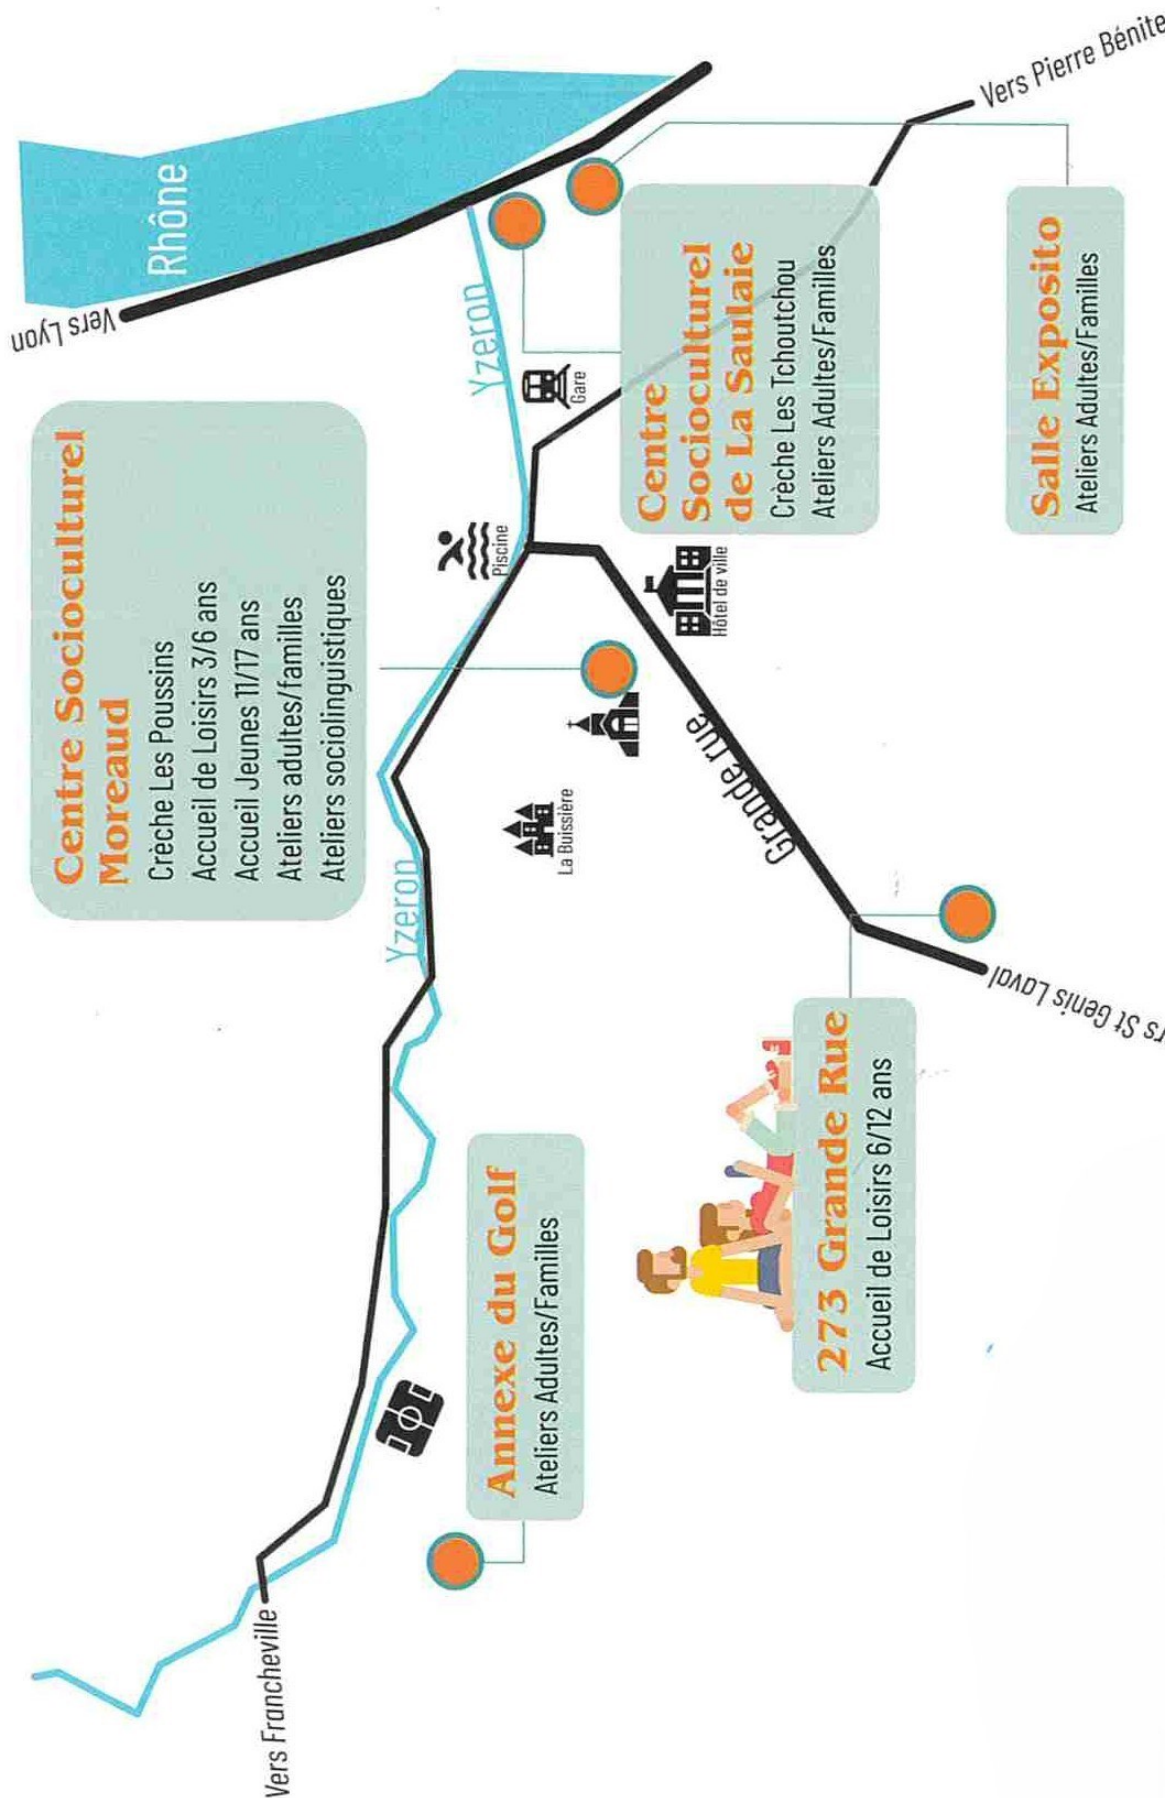 Vers Lyon
Rhône
Centre Socioculturel
Moreaud
Crèche Les Poussins
Accueil de Loisirs 3/6 ans
Accueil Jeunes 11/17 ans
Ateliers adultes/familles
Ateliers sociolinguistiques
Vers Francheville
Yzeron
Yzeron
Piscine
Gare
Annexe du Golf
Ateliers Adultes/Familles
La Buissière
Hôtel de ville
Grande rue
Centre
Socioculturel
de La Saulaie
Crèche Les Tchoutchou
Ateliers Adultes/Familles
273 Grande Rue
Accueil de Loisirs 6/12 ans
rs St Genis Laval
Vers Pierre Bénite
Salle Exposito
Ateliers Adultes/Familles